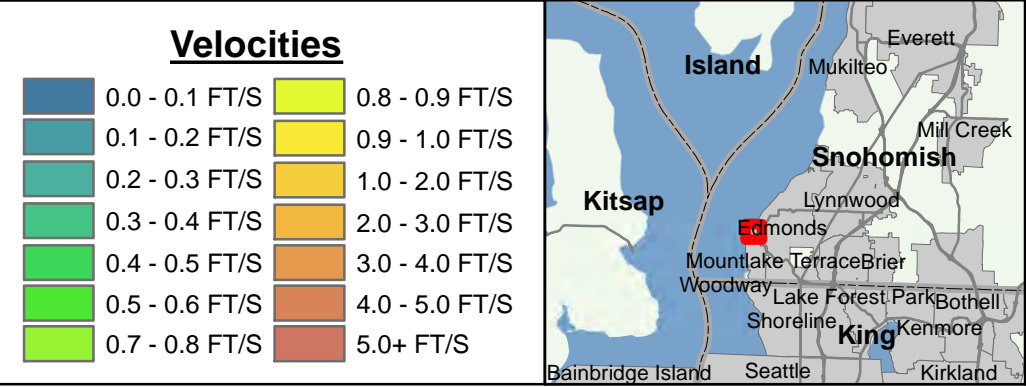 Velocities
0.0 - 0.1 FT/S
0.1 - 0.2 FT/S
0.2 - 0.3 FT/S
0.3 - 0.4 FT/S
0.4 - 0.5 FT/S
0.5 - 0.6 FT/S
0.7 - 0.8 FT/S
0.8 - 0.9 FT/S
0.9 - 1.0 FT/S
1.0 - 2.0 FT/S
2.0 - 3.0 FT/S
3.0 - 4.0 FT/S
4.0 - 5.0 FT/S
5.0+ FT/S
Everett
Island
Mukilteo
Mill Creek
Snohomish
Kitsap
Lynnwood
Edmonds
Mountlake Terrace
Brier
Woodway
Lake Forest Park
Bothell
Shoreline
King
Kenmore
Bainbridge Island
Seattle
Kirkland